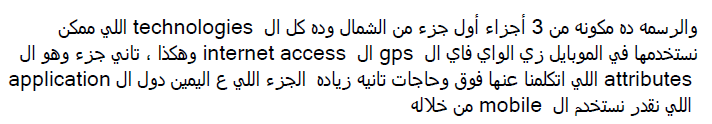 والرسمه ده مكونه من 3 أجزاء أول جزء من الشمال وده كل ال technologies اللي ممكن
نستخدمها في الموبايل زي الواي فاي ال gps ال internet access وهكذا ، تاني جزء وهو ال
attributes اللي اتكلمنا عنها فوق وحاجات تانيه زياده الجزء اللي ع اليمين دول ال application
اللي نقدر نستخدم ال mobile من خلاله